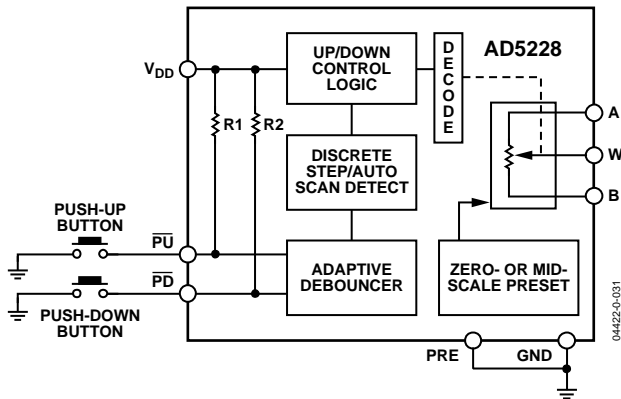 UP/DOWN
CONTROL
LOGIC
DECODE
AD5228
VDD
R1
R2
A
W
B
DISCRETE
STEP/AUTO
SCAN DETECT
PUSH-UP
BUTTON
PU
PD
PUSH-DOWN
BUTTON
ADAPTIVE
DEBOUNCER
ZERO- OR MID-
SCALE PRESET
PRE
GND
04422-0-031